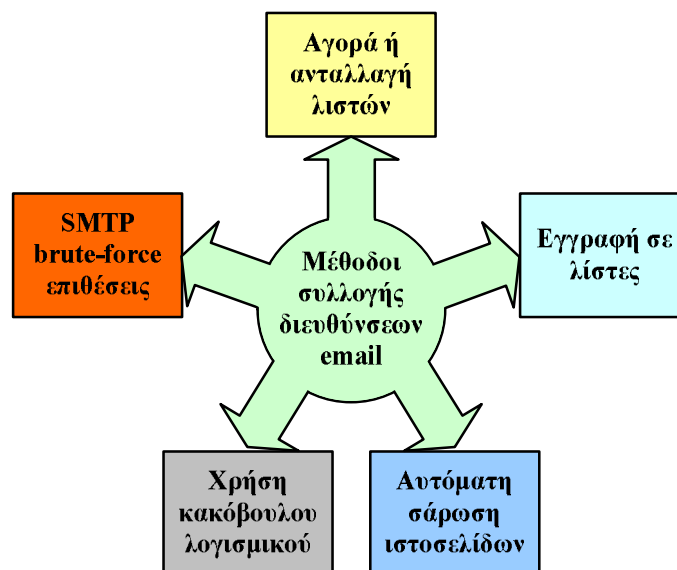 Αγορά ή
ανταλλαγή
λιστών
SMTP
brute-force
επιθέσεις
Μέθοδοι
συλλογής
διευθύνσεων
email
Εγγραφή σε
λίστες
Χρήση
κακόβουλου
λογισμικού
Αυτόματη
σάρωση
ιστοσελίδων